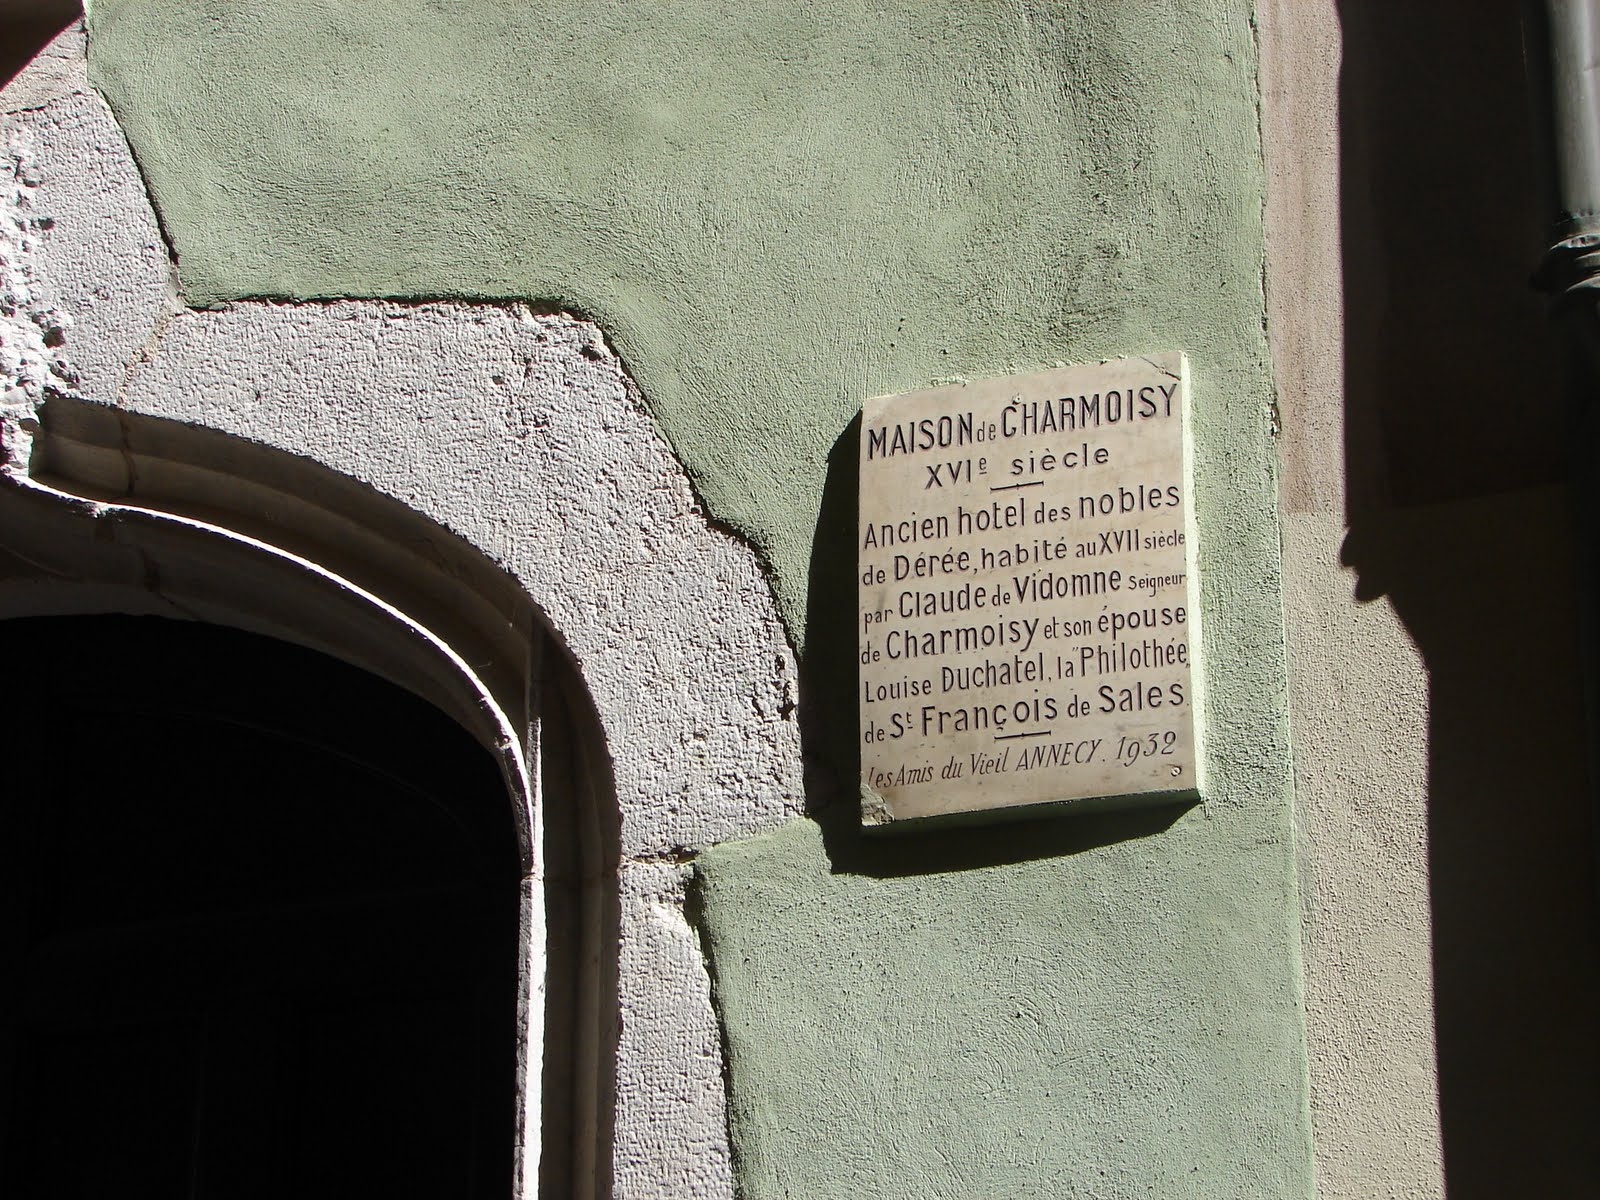 MAISON de CHARMOISY
XVIe siècle
Ancien hotel des nobles
de Dérée, habité au XVII siècle
par Claude de Vidomne Seigneur
de Charmoisy et son épouse
Louise Duchatel, la "Philothée"
de St François de Sales
Les Amis du Vieil ANNECY. 1932